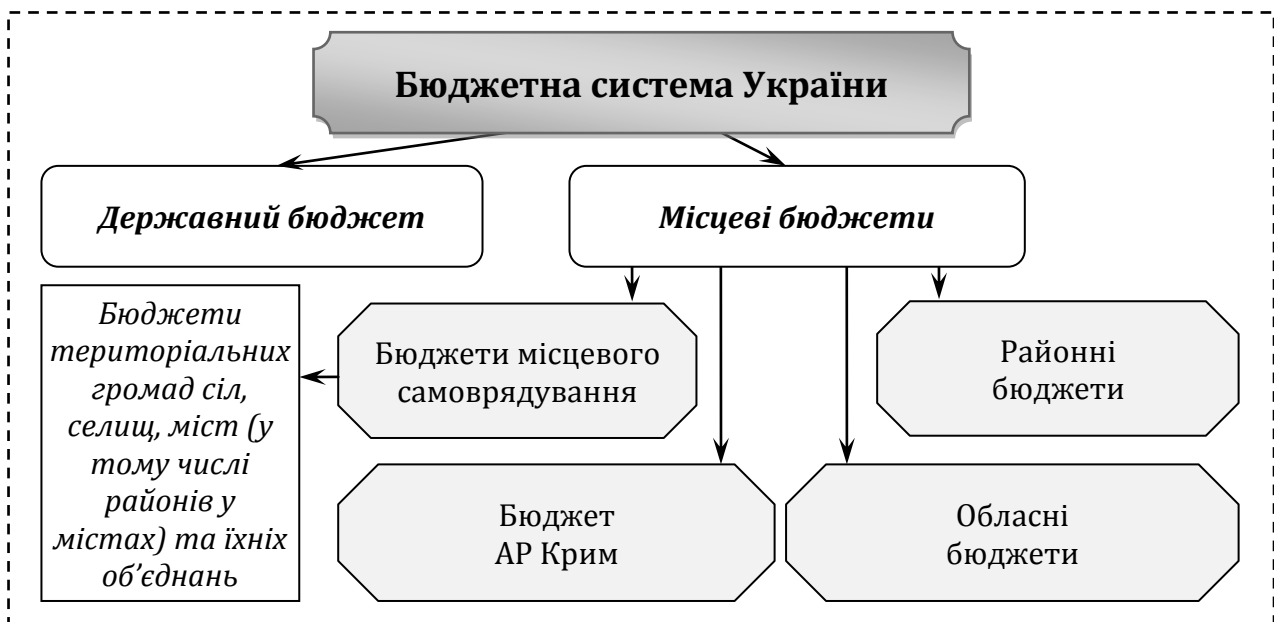 Бюджетна система України
Державний бюджет
Місцеві бюджети
Бюджети
територіальних
громад сіл,
селищ, міст (у
тому числі
районів у
містах) та їхніх
об’єднань
Бюджети місцевого
самоврядування
Районні
бюджети
Бюджет
АР Крим
Обласні
бюджети